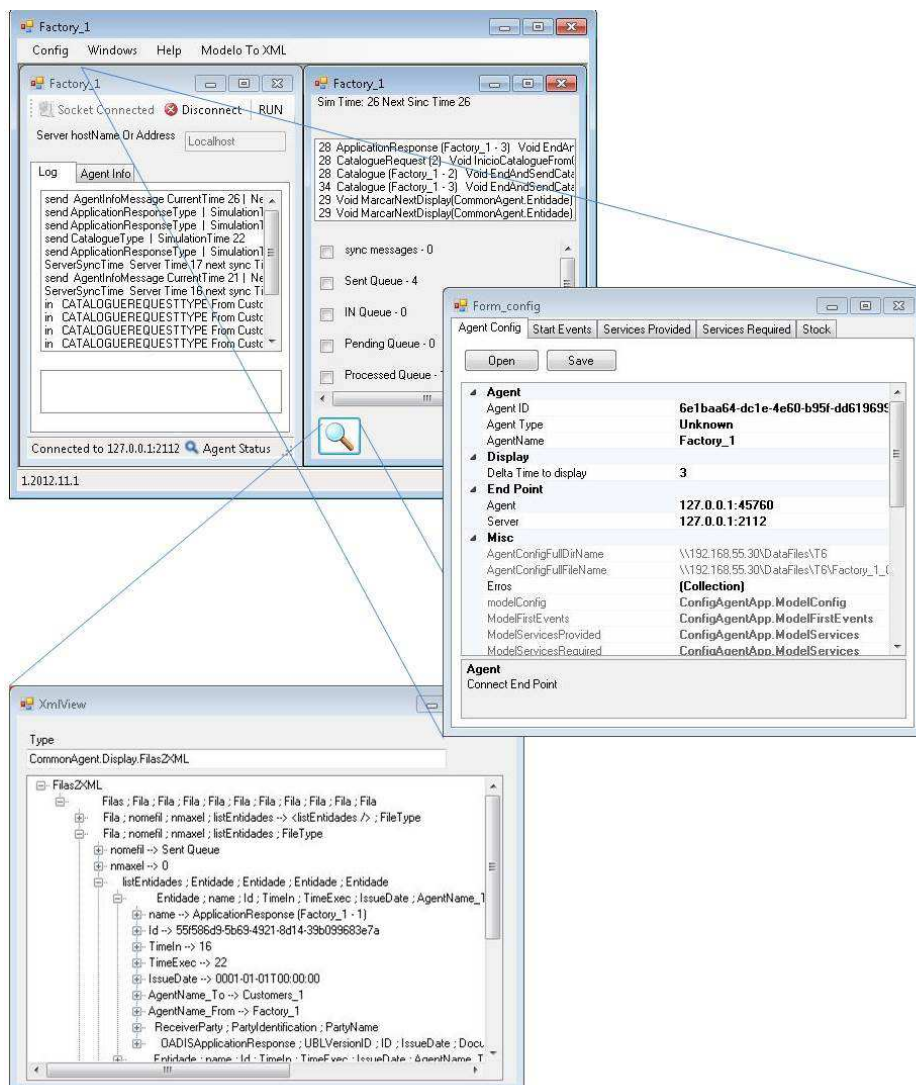 Factory_1
Config Windows Help Modelo To XML
Factory_1
Socket Connected Disconnect RUN
Server hostName Or Address Localhost
Log Agent Info
send AgentInfoMessage CurrentTime 26 | Ne
send ApplicationResponseType | Simulation
send ApplicationResponseType | Simulation
send CatalogueType | SimulationTime 22
send ApplicationResponseType | Simulation
ServerSyncTime Server Time 17 next sync Ti
send AgentInfoMessage CurrentTime 21 | Ne
ServerSyncTime Server Time 16 next sync Ti
in CATALOGUEREQUESTTYPE From Custo
in CATALOGUEREQUESTTYPE From Custo
in CATALOGUEREQUESTTYPE From Custo
in CATALOGUEREQUESTTYPE From Custo
Connected to 127.0.0.1:2112 Agent Status
1.2012.11.1
Factory_1
Sim Time: 26 Next Sinc Time 26
28 ApplicationResponse (Factory_1 - 3) Void EndAr
28 CatalogueRequest (2) Void InicioCatalogueFrom(
28 Catalogue (Factory_1 - 2) Void EndAndSendCata
34 Catalogue (Factory_1 - 3) Void EndAndSendCata
29 Void MarcarNextDisplay(CommonAgent.Entidade)
29 Void MarcarNextDisplay(CommonAgent.Entidade)
sync messages - 0
Sent Queue - 4
IN Queue - 0
Pending Queue - 0
Processed Queue -
Form_config
Agent Config Start Events Services Provided Services Required Stock
Open Save
Agent
Agent ID 6e1baa64-dc1e-4e60-b95f-dd619699
Agent Type Unknown
AgentName Factory_1
Display
Delta Time to display 3
End Point
Agent 127.0.0.1:45760
Server 127.0.0.1:2112
Misc
AgentConfigFullDirName \\192.168.55.30\DataFiles\T6
AgentConfigFullFileName \\192.168.55.30\DataFiles\T6\Factory_1_C
Erros (Collection)
modelConfig ConfigAgentApp.ModelConfig
ModelFirstEvents ConfigAgentApp.ModelFirstEvents
ModelServicesProvided ConfigAgentApp.ModelServices
ModelServicesRequired ConfigAgentApp.ModelServices
Agent
Connect End Point
XmlView
Type
CommonAgent.Display.Filas2XML
Filas2XML
Filas ; Fila ; Fila ; Fila ; Fila ; Fila ; Fila ; Fila ; Fila ; Fila ; Fila
Fila ; nomefil ; nmaxel ; listEntidades --> <listEntidades /> ; FileType
Fila ; nomefil ; nmaxel ; listEntidades ; FileType
nomefil --> Sent Queue
nmaxel --> 0
listEntidades ; Entidade ; Entidade ; Entidade ; Entidade
Entidade ; name ; Id ; TimeIn ; TimeExec ; IssueDate ; AgentName_T
name --> ApplicationResponse (Factory_1 - 1)
Id --> 55f586d9-5b69-4921-8d14-39b099683e7a
TimeIn --> 16
TimeExec --> 22
IssueDate --> 0001-01-01T00:00:00
AgentName_To --> Customers_1
AgentName_From --> Factory_1
ReceiverParty ; PartyIdentification ; PartyName
OADISApplicationResponse ; UBLVersionID ; ID ; IssueDate ; Docu
Entidade ; name ; Id ; TimeIn ; TimeExec ; IssueDate ; AgentName_T